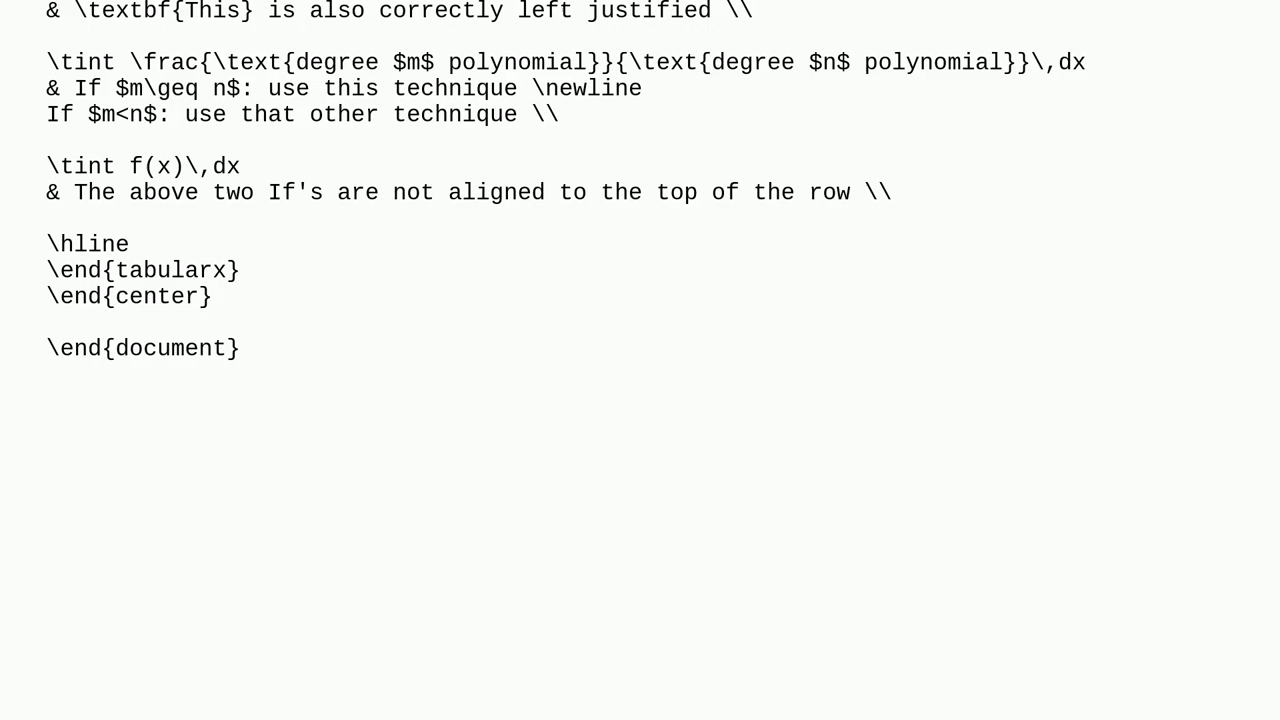 & \textbf{This} is also correctly left justified \\
\tint \frac{\text{degree $m$ polynomial}}{\text{degree $n$ polynomial}}\,dx
& If $m\geq n$: use this technique \newline
If $m<n$: use that other technique \\
\tint f(x)\,dx
& The above two If's are not aligned to the top of the row \\
\hline
\end{tabularx}
\end{center}
\end{document}